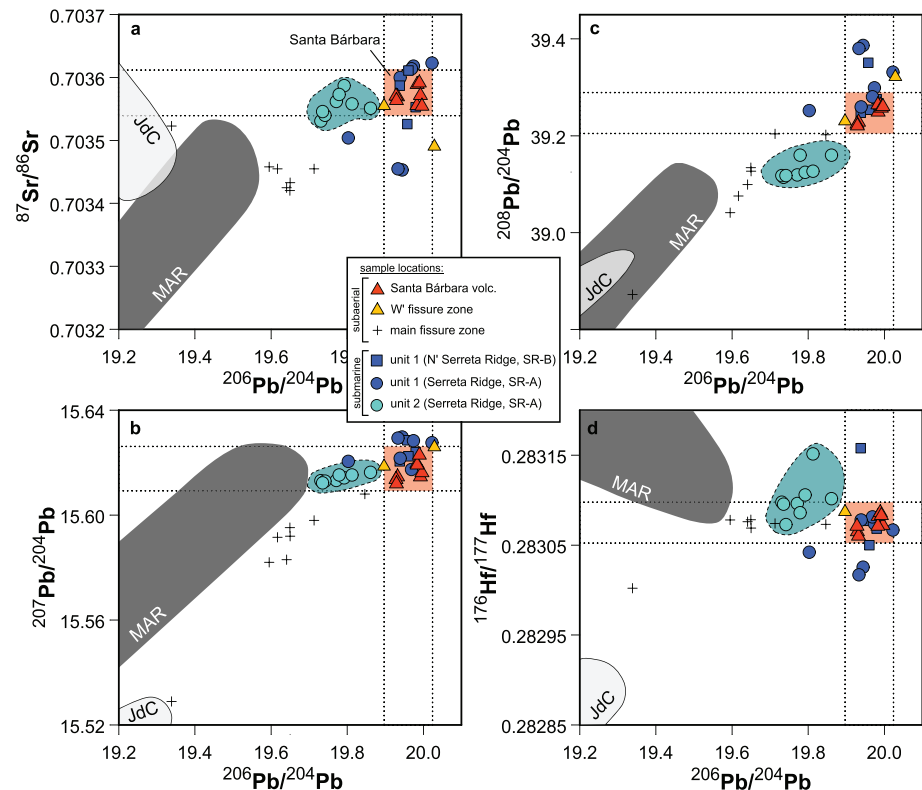 a
Santa Bárbara
JdC
MAR
0.7037
0.7036
0.7035
0.7034
0.7033
0.7032
87Sr/86Sr
19.2
19.4
19.6
19.8
20.0
206Pb/204Pb
c
JdC
MAR
39.4
39.2
39.0
208Pb/204Pb
19.2
19.4
19.6
19.8
20.0
206Pb/204Pb
sample locations:
subaerial
Santa Bárbara volc.
W' fissure zone
main fissure zone
submarine
unit 1 (N' Serreta Ridge, SR-B)
unit 1 (Serreta Ridge, SR-A)
unit 2 (Serreta Ridge, SR-A)
b
MAR
JdC
15.64
15.60
15.56
15.52
207Pb/204Pb
19.2
19.4
19.6
19.8
20.0
206Pb/204Pb
d
MAR
JdC
0.28315
0.28305
0.28295
0.28285
176Hf/177Hf
19.2
19.4
19.6
19.8
20.0
206Pb/204Pb